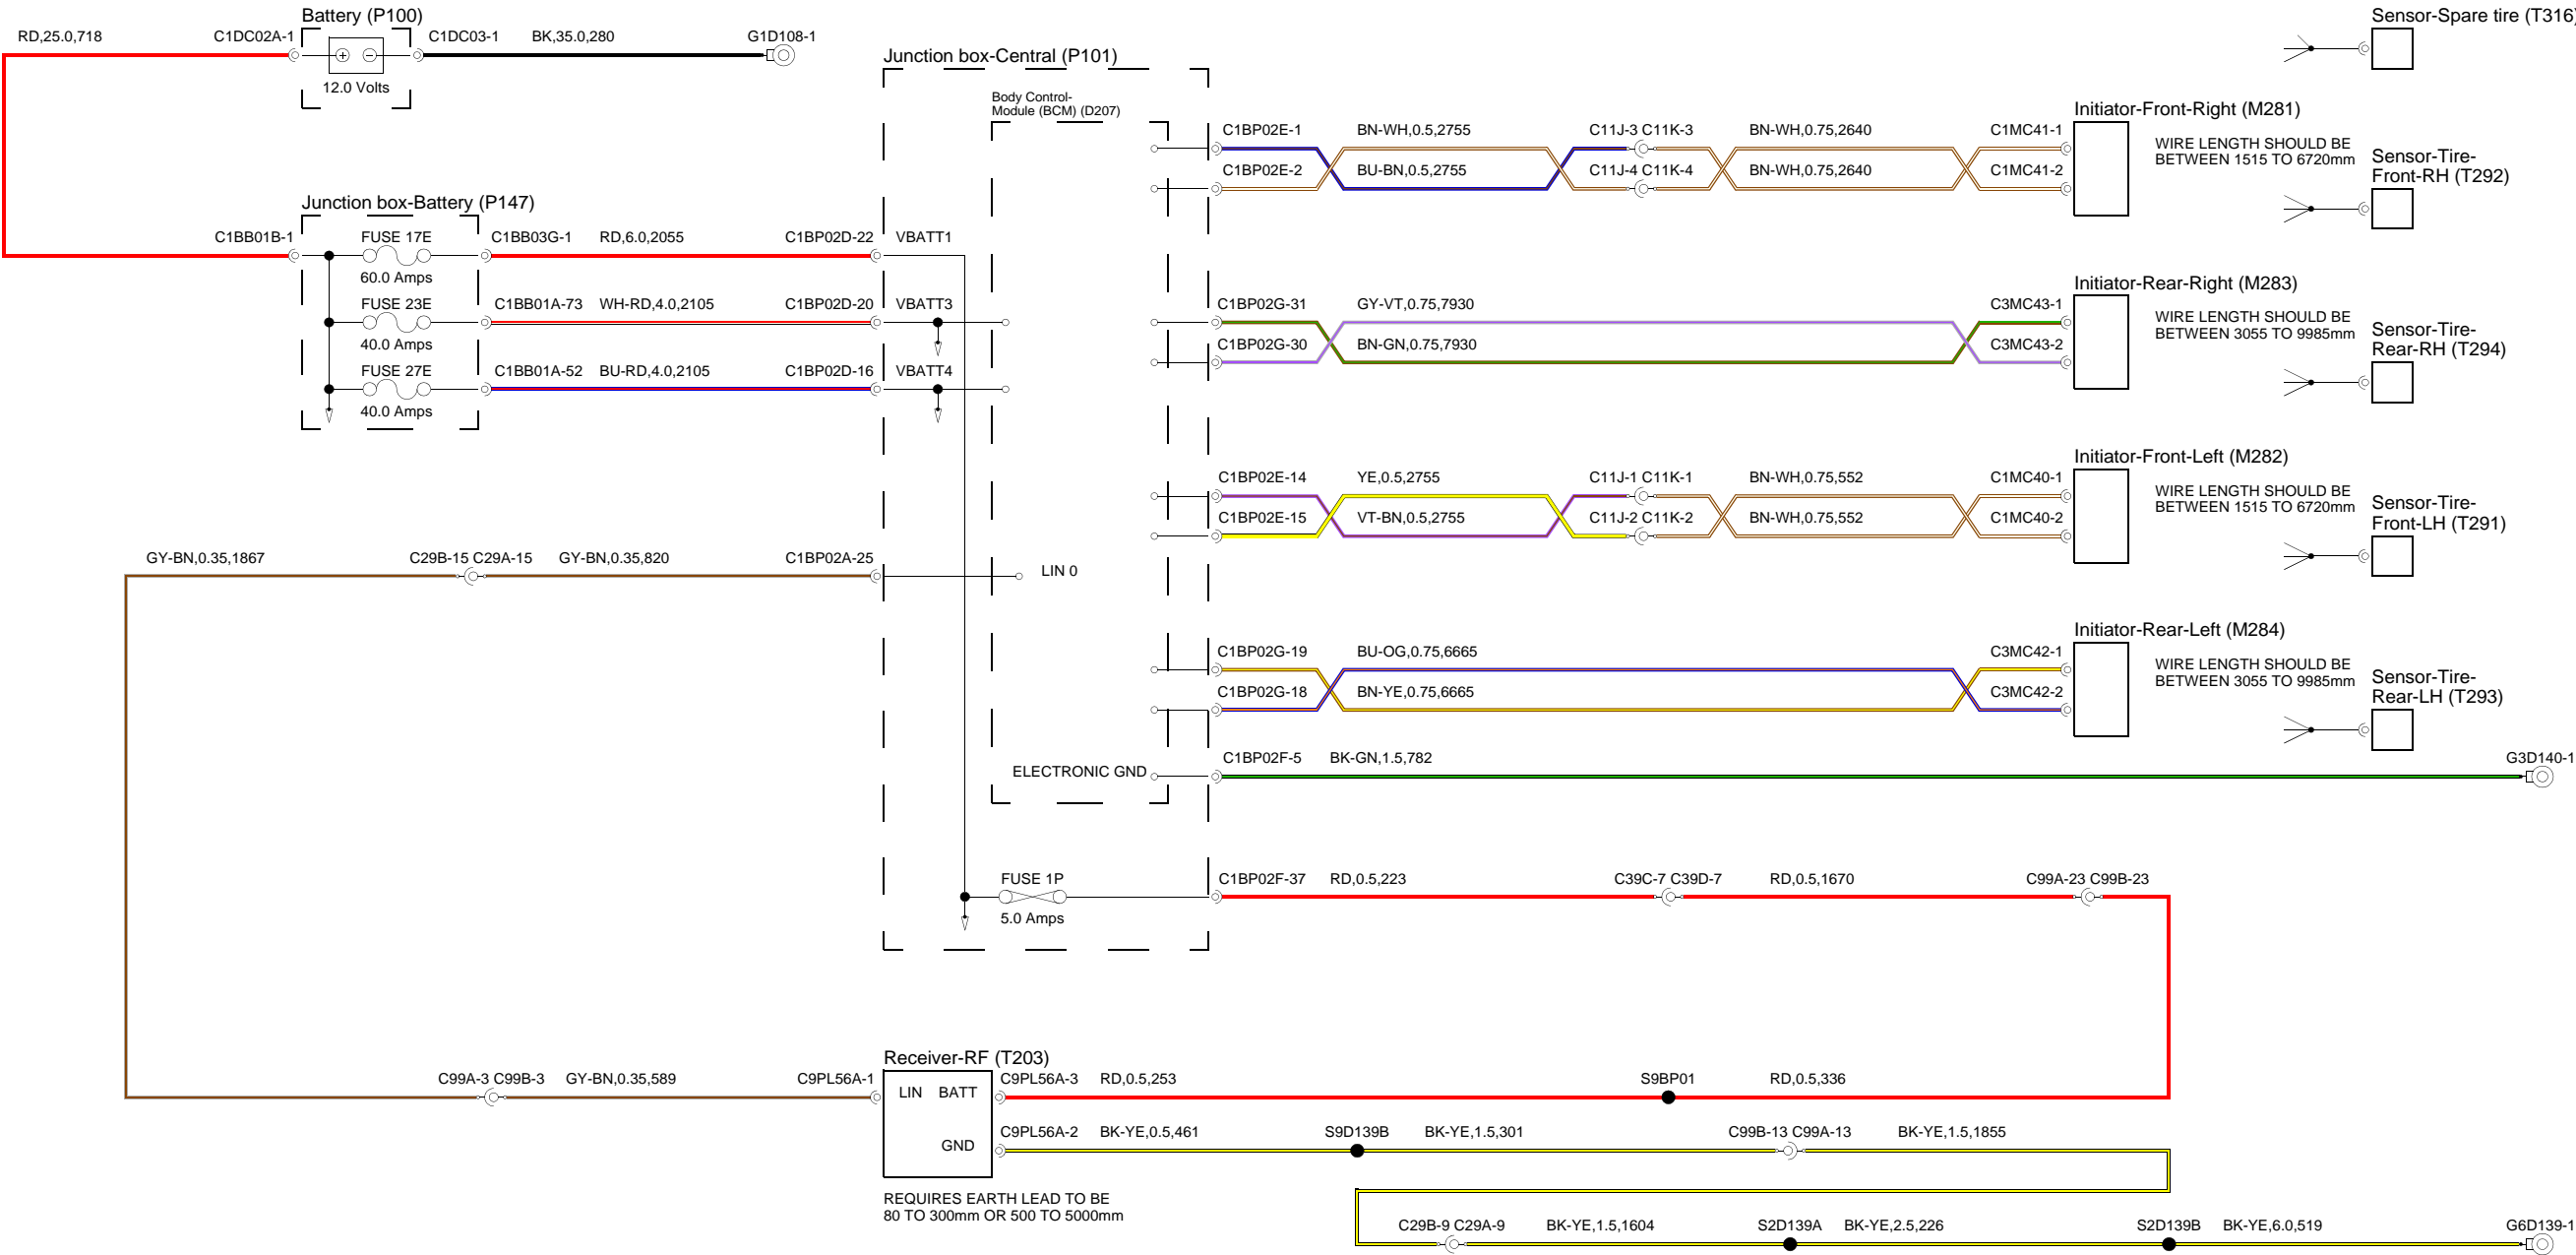 Battery (P100)
Sensor-Spare tire (T316)
RD,25.0,718
C1DC02A-1
C1DC03-1
BK,35.0,280
G1D108-1
12.0 Volts
Junction box-Central (P101)
Body Control-
Module (BCM) (D207)
Initiator-Front-Right (M281)
C1BP02E-1
BN-WH,0.5,2755
C11J-3 C11K-3
BN-WH,0.75,2640
C1MC41-1
WIRE LENGTH SHOULD BE
BETWEEN 1515 TO 6720mm
C1BP02E-2
BU-BN,0.5,2755
C11J-4 C11K-4
BN-WH,0.75,2640
C1MC41-2
Sensor-Tire-
Front-RH (T292)
Junction box-Battery (P147)
C1BB01B-1
FUSE 17E
60.0 Amps
C1BB03G-1
RD,6.0,2055
C1BP02D-22
VBATT1
FUSE 23E
40.0 Amps
C1BB01A-73
WH-RD,4.0,2105
C1BP02D-20
VBATT3
FUSE 27E
40.0 Amps
C1BB01A-52
BU-RD,4.0,2105
C1BP02D-16
VBATT4
Initiator-Rear-Right (M283)
C1BP02G-31
GY-VT,0.75,7930
C3MC43-1
WIRE LENGTH SHOULD BE
BETWEEN 3055 TO 9985mm
C1BP02G-30
BN-GN,0.75,7930
C3MC43-2
Sensor-Tire-
Rear-RH (T294)
Initiator-Front-Left (M282)
C1BP02E-14
YE,0.5,2755
C11J-1 C11K-1
BN-WH,0.75,552
C1MC40-1
WIRE LENGTH SHOULD BE
BETWEEN 1515 TO 6720mm
C1BP02E-15
VT-BN,0.5,2755
C11J-2 C11K-2
BN-WH,0.75,552
C1MC40-2
Sensor-Tire-
Front-LH (T291)
GY-BN,0.35,1867
C29B-15 C29A-15
GY-BN,0.35,820
C1BP02A-25
LIN 0
Initiator-Rear-Left (M284)
C1BP02G-19
BU-OG,0.75,6665
C3MC42-1
WIRE LENGTH SHOULD BE
BETWEEN 3055 TO 9985mm
C1BP02G-18
BN-YE,0.75,6665
C3MC42-2
Sensor-Tire-
Rear-LH (T293)
ELECTRONIC GND
C1BP02F-5
BK-GN,1.5,782
G3D140-1
FUSE 1P
5.0 Amps
C1BP02F-37
RD,0.5,223
C39C-7 C39D-7
RD,0.5,1670
C99A-23 C99B-23
Receiver-RF (T203)
C99A-3 C99B-3
GY-BN,0.35,589
C9PL56A-1
LIN
BATT
C9PL56A-3
RD,0.5,253
S9BP01
RD,0.5,336
GND
C9PL56A-2
BK-YE,0.5,461
S9D139B
BK-YE,1.5,301
C99B-13 C99A-13
BK-YE,1.5,1855
REQUIRES EARTH LEAD TO BE
80 TO 300mm OR 500 TO 5000mm
C29B-9 C29A-9
BK-YE,1.5,1604
S2D139A
BK-YE,2.5,226
S2D139B
BK-YE,6.0,519
G6D139-1